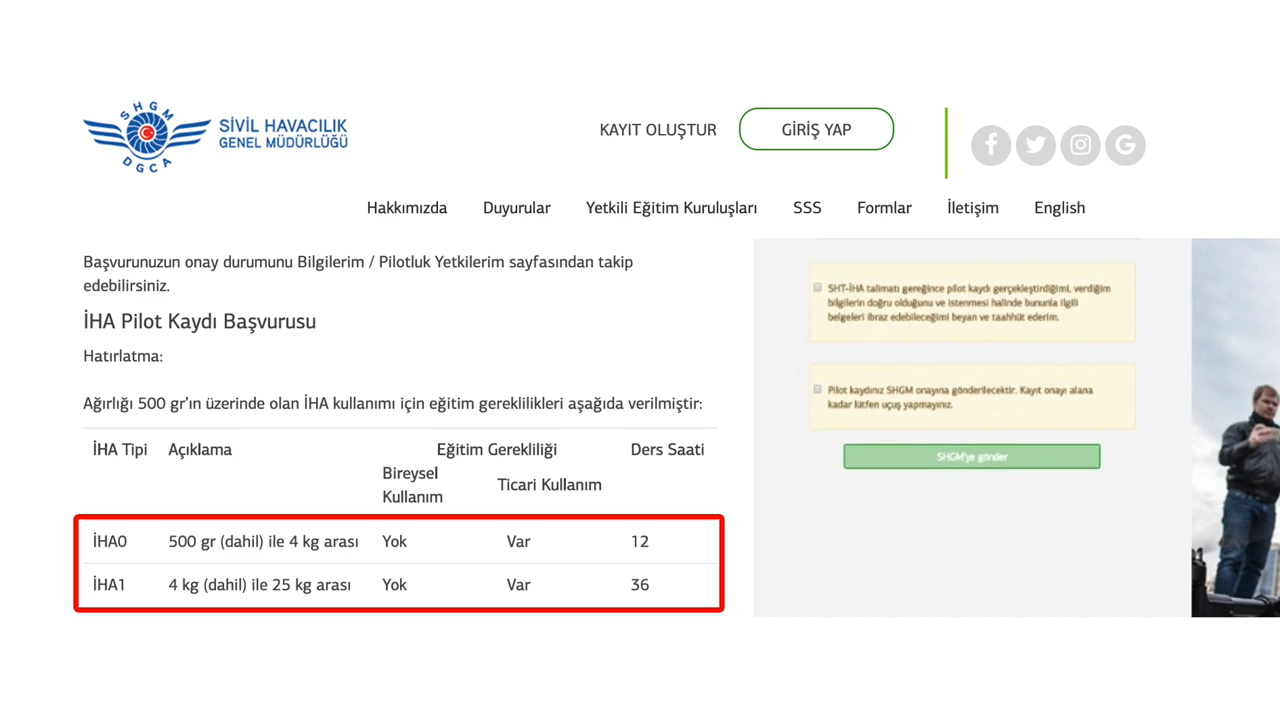 SHGM
DGCA
SİVİL HAVACILIK
GENEL MÜDÜRLÜĞÜ
KAYIT OLUŞTUR
GİRİŞ YAP
Hakkımızda Duyurular Yetkili Eğitim Kuruluşları SSS Formlar İletişim English
Başvurunuzun onay durumunu Bilgilerim / Pilotluk Yetkilerim sayfasından takip
edebilirsiniz.
İHA Pilot Kaydı Başvurusu
Hatırlatma:
Ağırlığı 500 gr'ın üzerinde olan İHA kullanımı için eğitim gereklilikleri aşağıda verilmiştir:
İHA Tipi Açıklama Eğitim Gerekliliği Ders Saati
Bireysel
Kullanım
Ticari Kullanım
İHA0 500 gr (dahil) ile 4 kg arası Yok Var 12
İHA1 4 kg (dahil) ile 25 kg arası Yok Var 36
SHT-İHA talimatı gereğince pilot kaydı gerçekleştirdiğimi, verdiğim
bilgilerin doğru olduğunu ve istenmesi halinde bununla ilgili
belgeleri ibraz edebileceğimi beyan ve taahhüt ederim.
Pilot kaydınız SHGM onayına gönderilecektir. Kayıt onayı alana
kadar lütfen uçuş yapmayınız.
SHGM'ye gönder